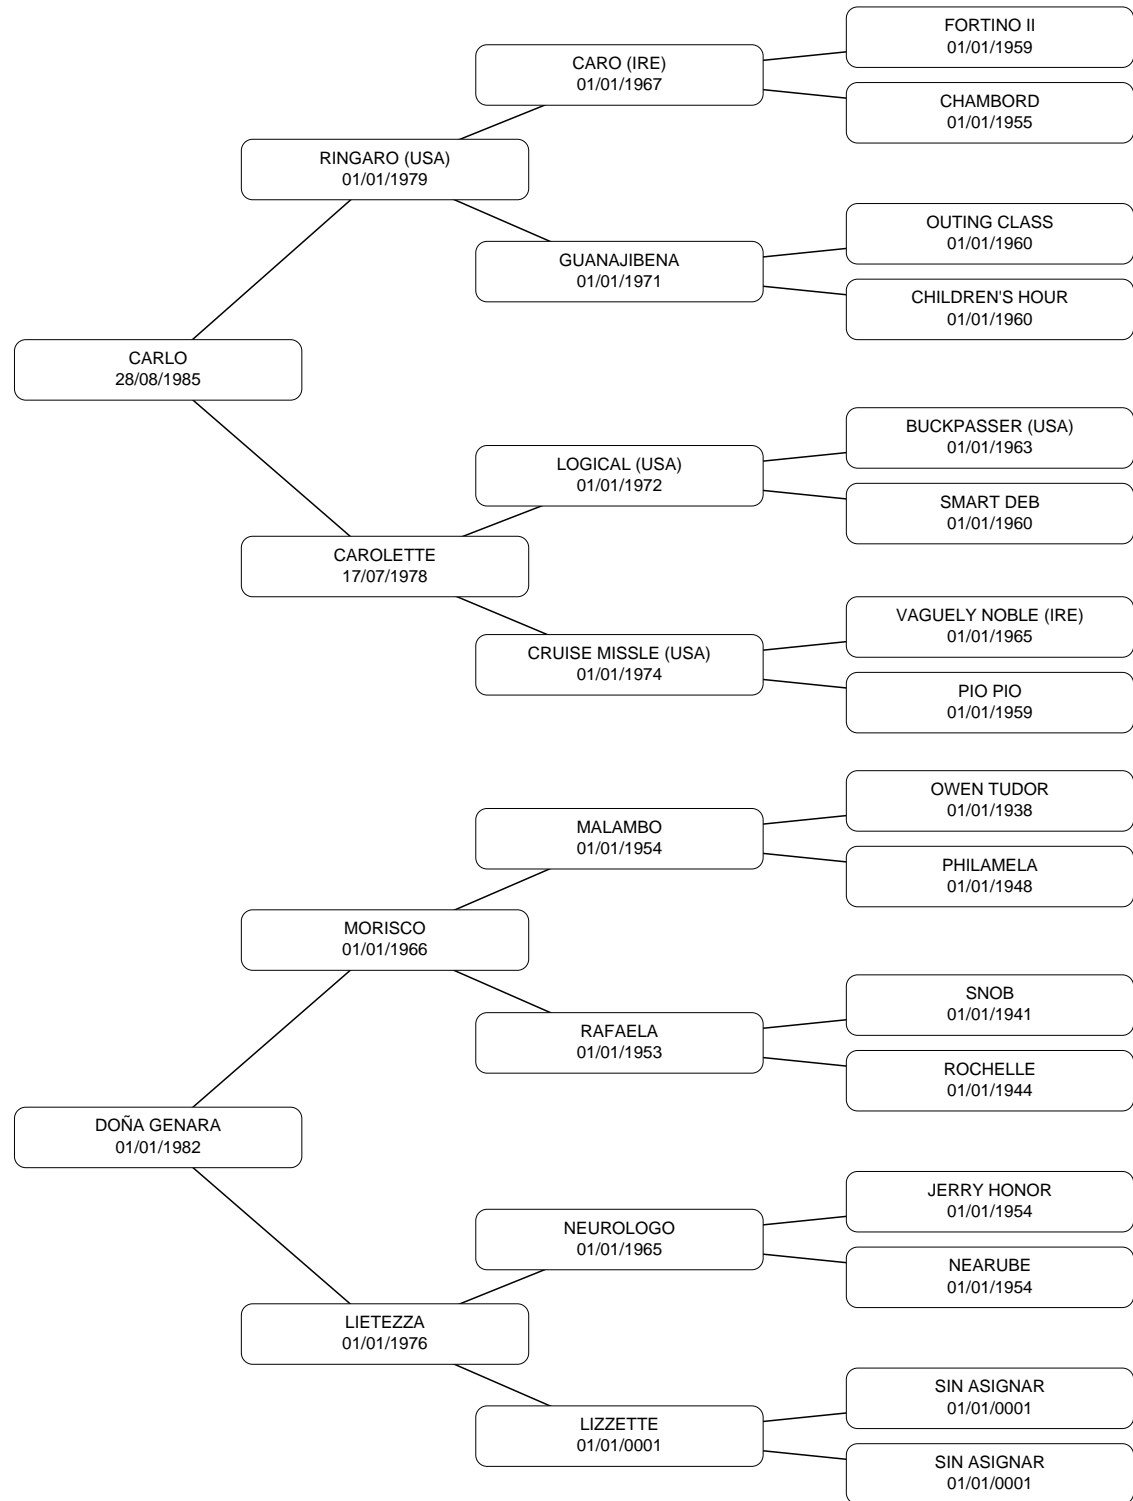 FORTINO II
01/01/1959
CARO (IRE)
01/01/1967
CHAMBORD
01/01/1955
RINGARO (USA)
01/01/1979
OUTING CLASS
01/01/1960
GUANAJIBENA
01/01/1971
CHILDREN'S HOUR
01/01/1960
CARLO
28/08/1985
BUCKPASSER (USA)
01/01/1963
LOGICAL (USA)
01/01/1972
SMART DEB
01/01/1960
CAROLETTE
17/07/1978
VAGUELY NOBLE (IRE)
01/01/1965
CRUISE MISSLE (USA)
01/01/1974
PIO PIO
01/01/1959
OWEN TUDOR
01/01/1938
MALAMBO
01/01/1954
PHILAMELA
01/01/1948
MORISCO
01/01/1966
SNOB
01/01/1941
RAFAELA
01/01/1953
ROCHELLE
01/01/1944
DOÑA GENARA
01/01/1982
JERRY HONOR
01/01/1954
NEUROLOGO
01/01/1965
NEARUBE
01/01/1954
LIETEZZA
01/01/1976
SIN ASIGNAR
01/01/0001
LIZZETTE
01/01/0001
SIN ASIGNAR
01/01/0001